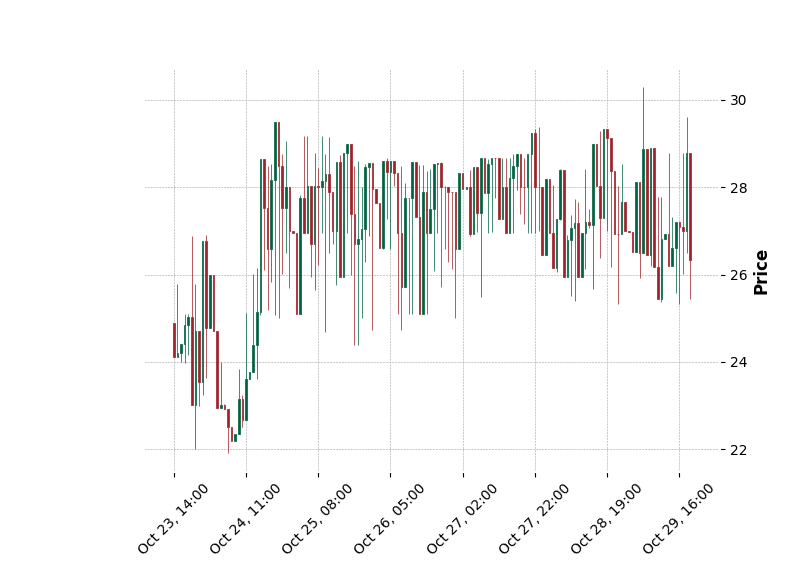 30
28
26
24
22
Price
Oct 23, 14:00
Oct 24, 11:00
Oct 25, 08:00
Oct 26, 05:00
Oct 27, 02:00
Oct 27, 22:00
Oct 28, 19:00
Oct 29, 16:00